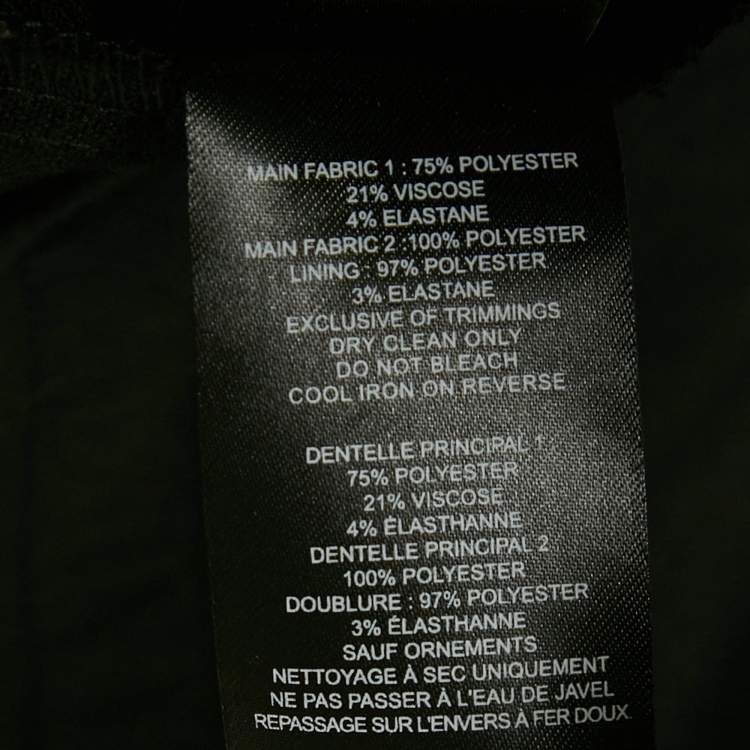 MAIN FABRIC 1 : 75% POLYESTER
21% VISCOSE
4% ELASTANE
MAIN FABRIC 2 :100% POLYESTER
LINING : 97% POLYESTER
3% ELASTANE
EXCLUSIVE OF TRIMMINGS
DRY CLEAN ONLY
DO NOT BLEACH
COOL IRON ON REVERSE
DENTELLE PRINCIPAL 1 :
75% POLYESTER
21% VISCOSE
4% ÉLASTHANNE
DENTELLE PRINCIPAL 2
100% POLYESTER
DOUBLURE : 97% POLYESTER
3% ÉLASTHANNE
SAUF ORNEMENTS
NETTOYAGE À SEC UNIQUEMENT
NE PAS PASSER À L'EAU DE JAVEL
REPASSAGE SUR L'ENVERS À FER DOUX.